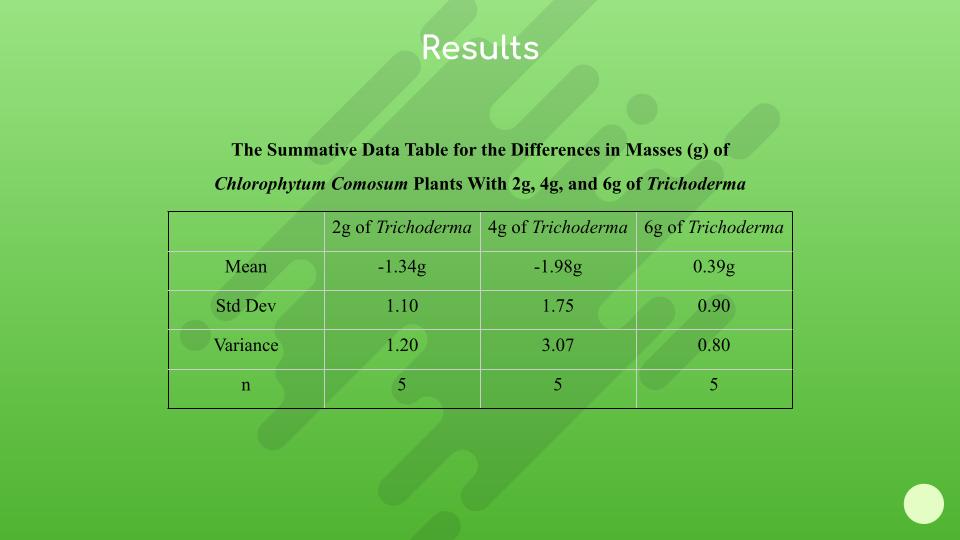 Results
The Summative Data Table for the Differences in Masses (g) of
Chlorophytum Comosum Plants With 2g, 4g, and 6g of Trichoderma
2g of Trichoderma 4g of Trichoderma 6g of Trichoderma
Mean -1.34g -1.98g 0.39g
Std Dev 1.10 1.75 0.90
Variance 1.20 3.07 0.80
n 5 5 5